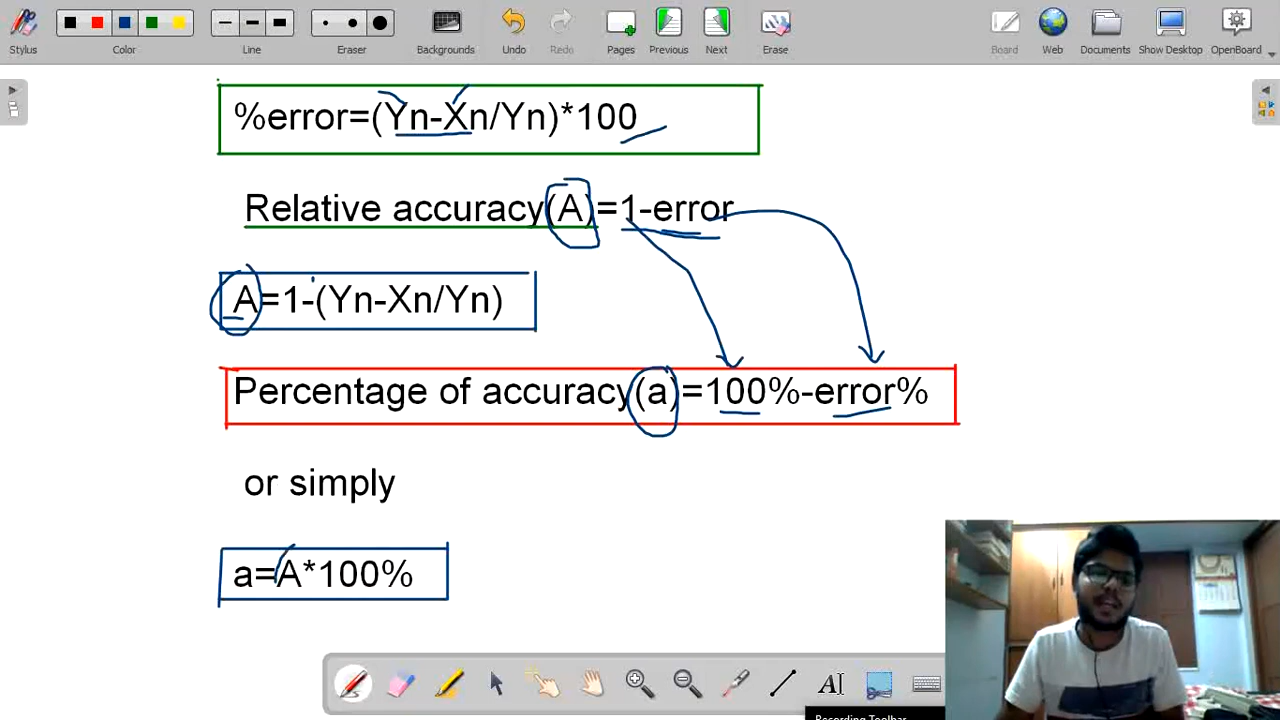 Stylus Color Line Eraser Backgrounds Undo Redo Pages Previous Next Erase Board Web Documents Show Desktop OpenBoard
%error=(Yn-Xn/Yn)*100
Relative accuracy(A)=1-error
A=1-(Yn-Xn/Yn)
Percentage of accuracy(a)=100%-error%
or simply
a=A*100%
Recording Toolbar